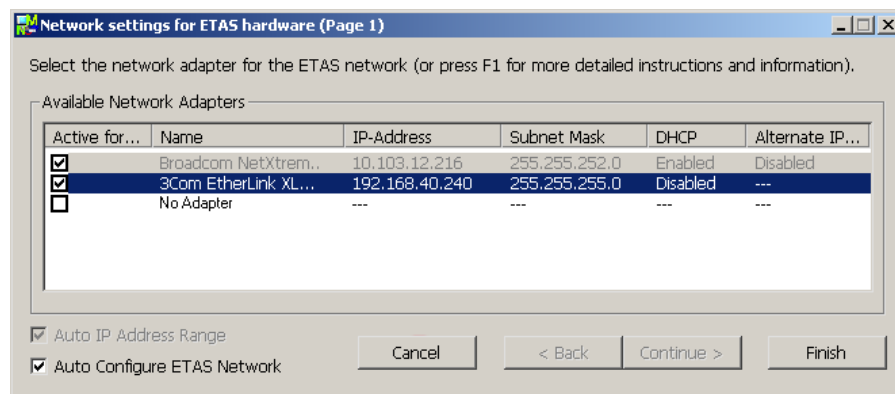 Network settings for ETAS hardware (Page 1)
Select the network adapter for the ETAS network (or press F1 for more detailed instructions and information).
Available Network Adapters
Active for... Name IP-Address Subnet Mask DHCP Alternate IP...
Broadcom NetXtrem.. 10.103.12.216 255.255.252.0 Enabled Disabled
3Com EtherLink XL... 192.168.40.240 255.255.255.0 Disabled ---
No Adapter --- --- --- ---
Auto IP Address Range
Auto Configure ETAS Network
Cancel < Back Continue > Finish